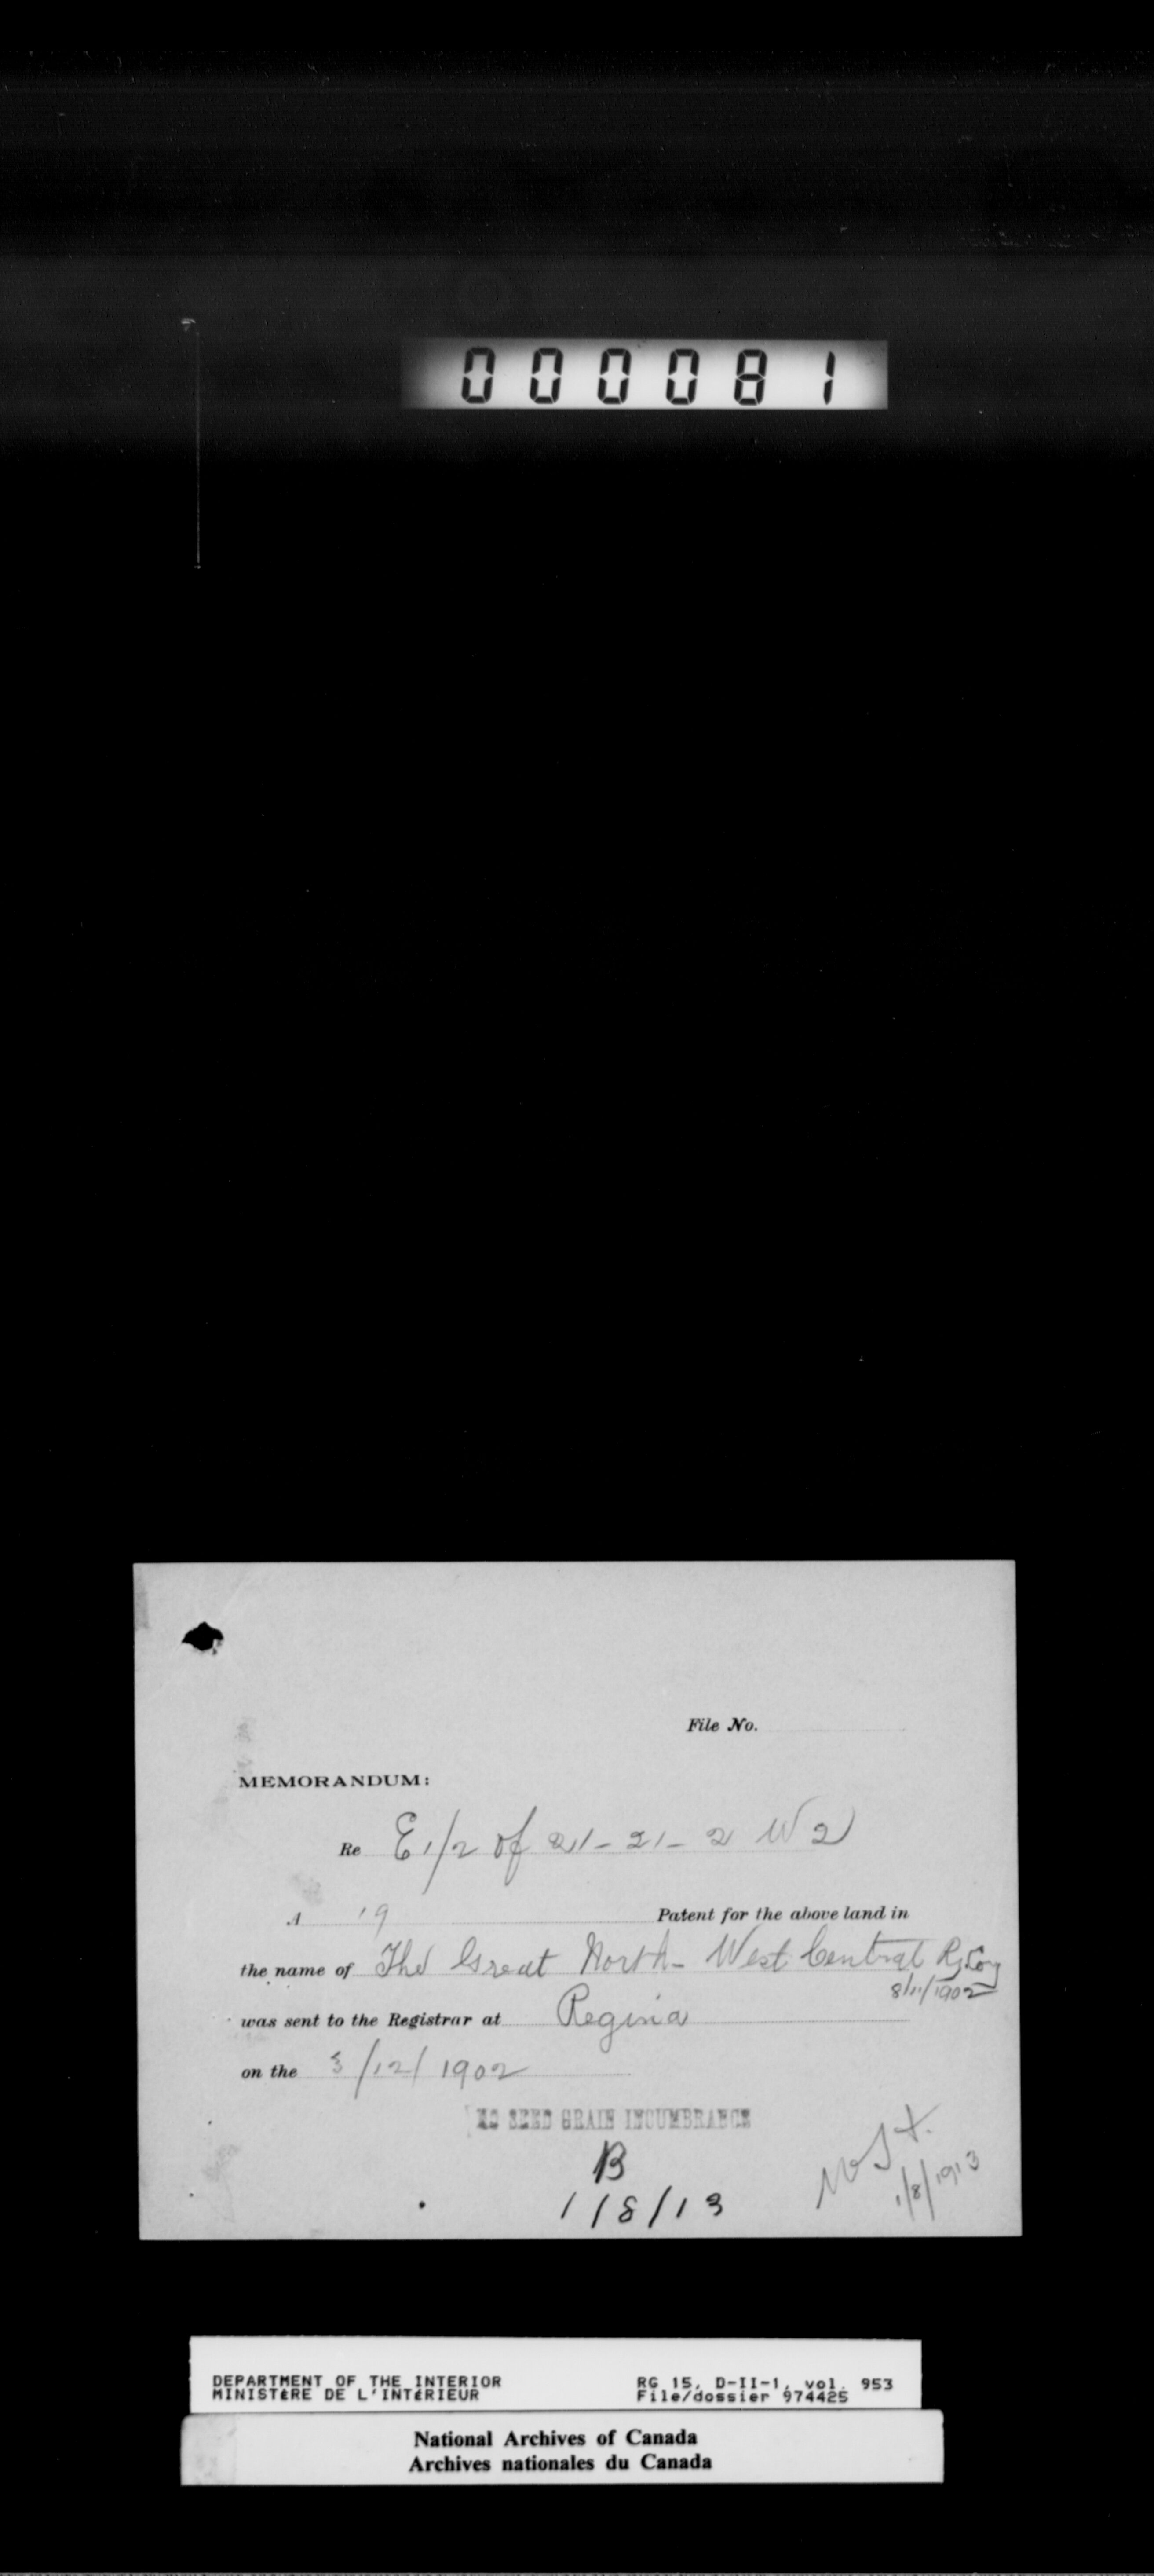 000081
File No.
MEMORANDUM:
Re E 1/2 of 21-21-2 W 2
A 19 Patent for the above land in
the name of The Great North-West Central Ry Coy
8/11/1902
was sent to the Registrar at Regina
on the 3/12/1902
NO SEED GRAIN INCUMBRANCE
B
1/8/13
1/8/1913
DEPARTMENT OF THE INTERIOR RG 15, D-II-1, vol. 953
MINISTÈRE DE L'INTÉRIEUR File/dossier 974425
National Archives of Canada
Archives nationales du Canada